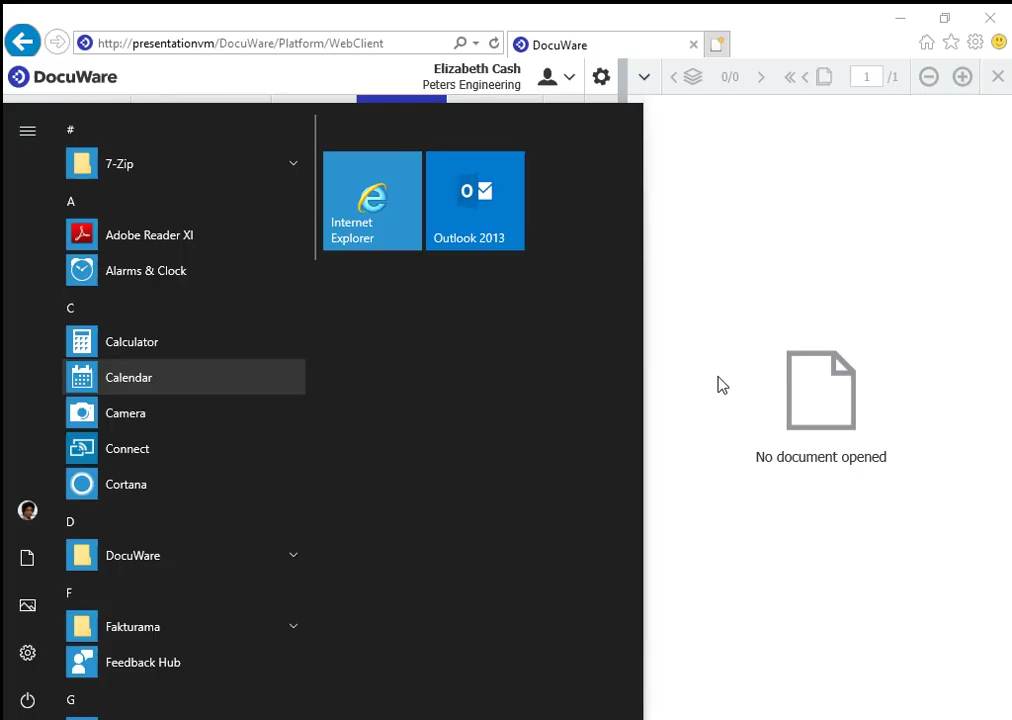 http://presentationvm/DocuWare/Platform/WebClient
DocuWare
DocuWare
Elizabeth Cash
Peters Engineering
0/0
1 /1
#
7-Zip
A
Adobe Reader XI
Alarms & Clock
C
Calculator
Calendar
Camera
Connect
Cortana
D
DocuWare
F
Fakturama
Feedback Hub
G
Internet
Explorer
Outlook 2013
No document opened